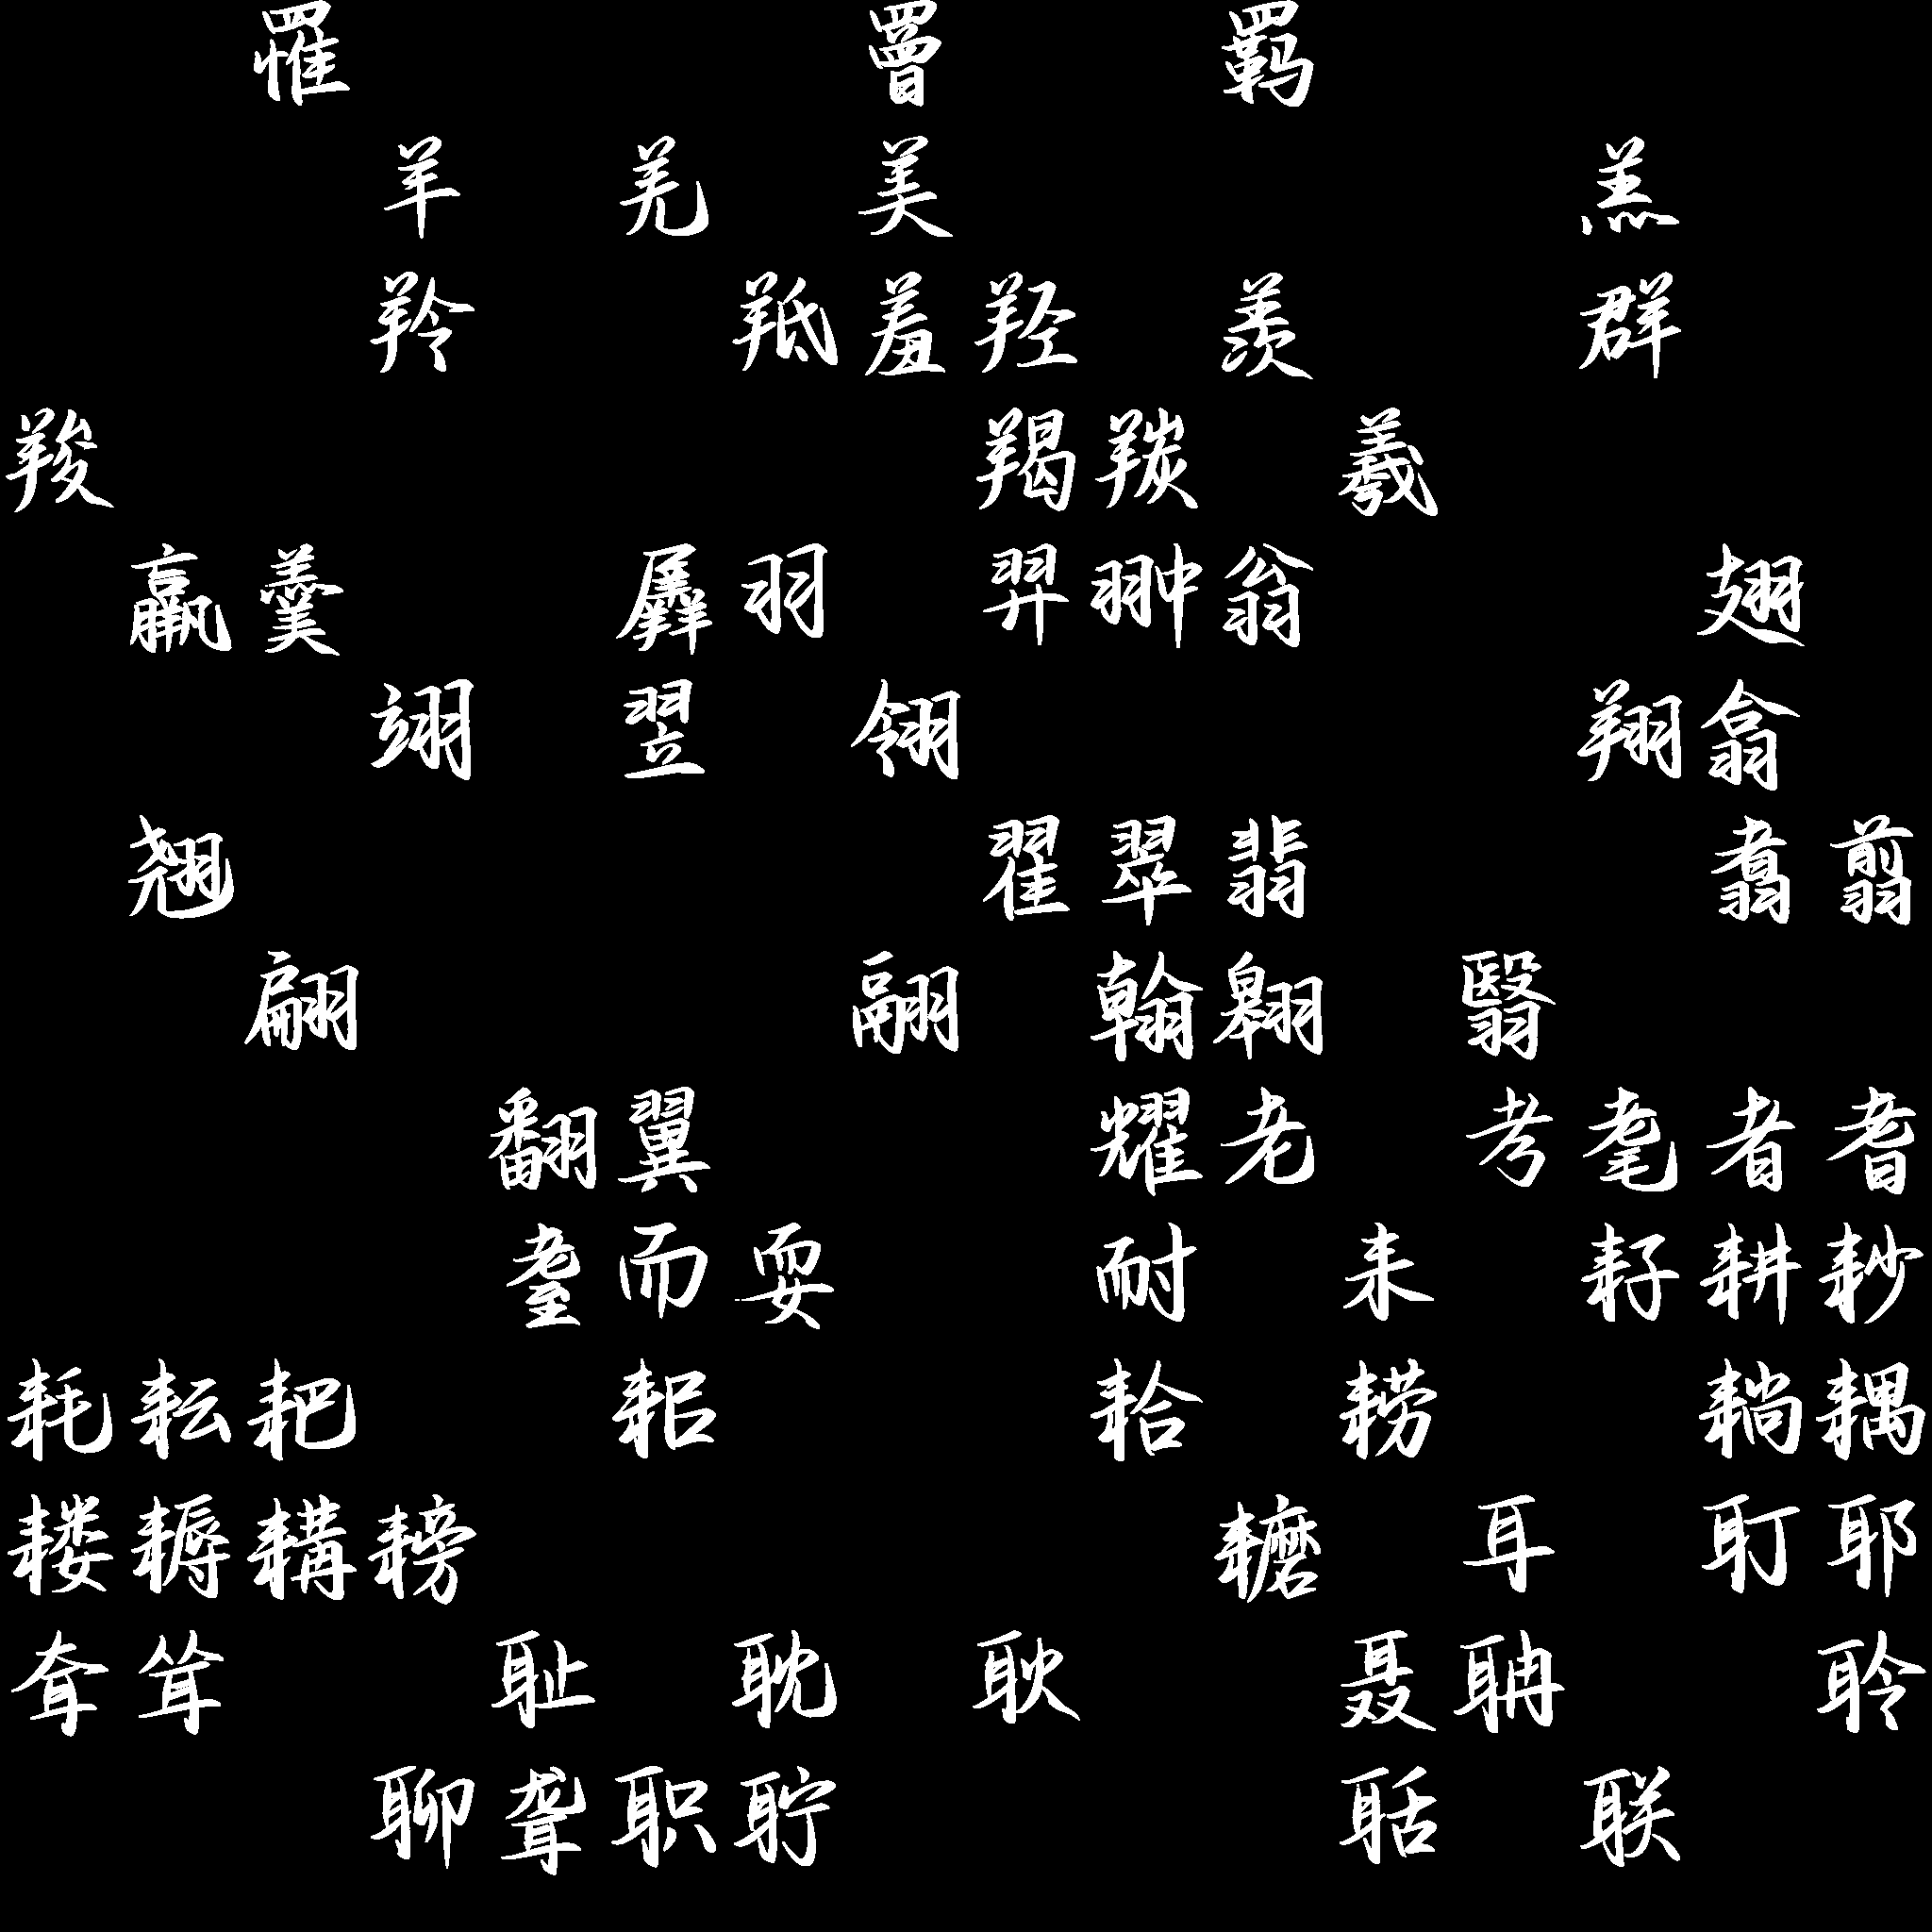 罹 罾 羁
羊 羌 美 羔
羚 羝 羞 羟 羡 群
羧 羯 羰 羲
羸 羹 羼 羽 羿 翀 翁 翅
翊 翌 翎 翔 翕
翘 翟 翠 翡 翥 翦
翩 翮 翰 翱 翳
翻 翼 耀 老 考 耄 者 耆
耋 而 耍 耐 耒 耔 耕 耖
耗 耘 耙 耜 耠 耢 耥 耦
耧 耨 耩 耪 耱 耳 耵 耶
耷 耸 耻 耽 耿 聂 聃 聆
聊 聋 职 聍 聒 联